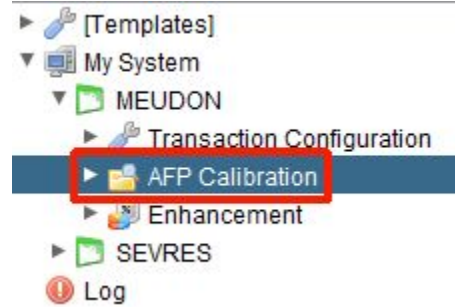 [Templates]
My System
MEUDON
Transaction Configuration
AFP Calibration
Enhancement
SEVRES
Log